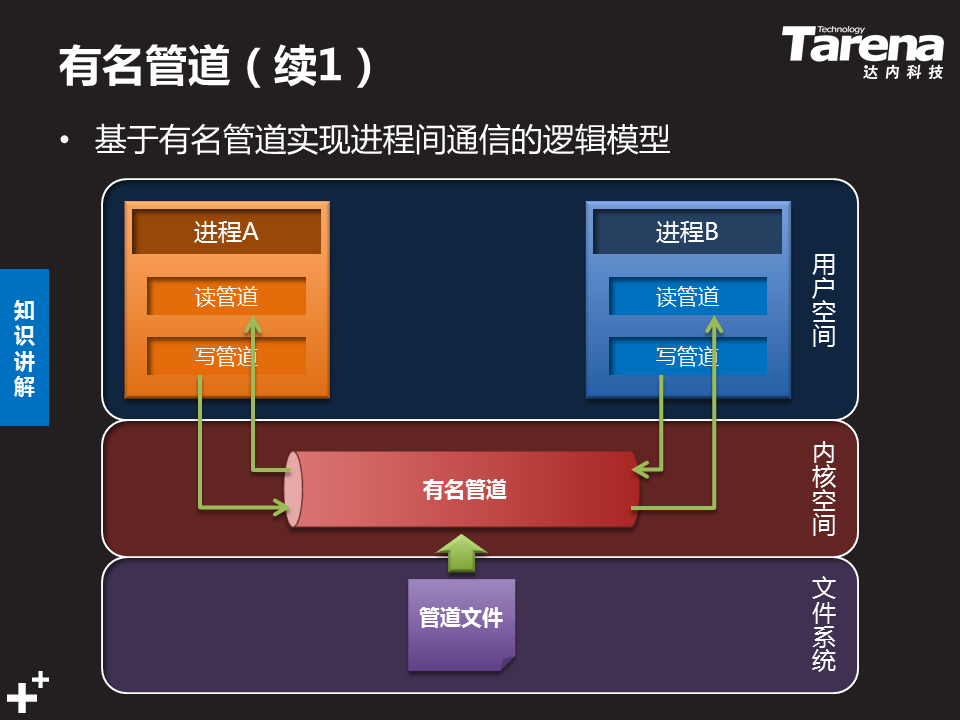 有名管道（续1）
Technology
Tarena
达内科技
• 基于有名管道实现进程间通信的逻辑模型
知识讲解
进程A
读管道
写管道
进程B
读管道
写管道
用户空间
有名管道
内核空间
管道文件
文件系统